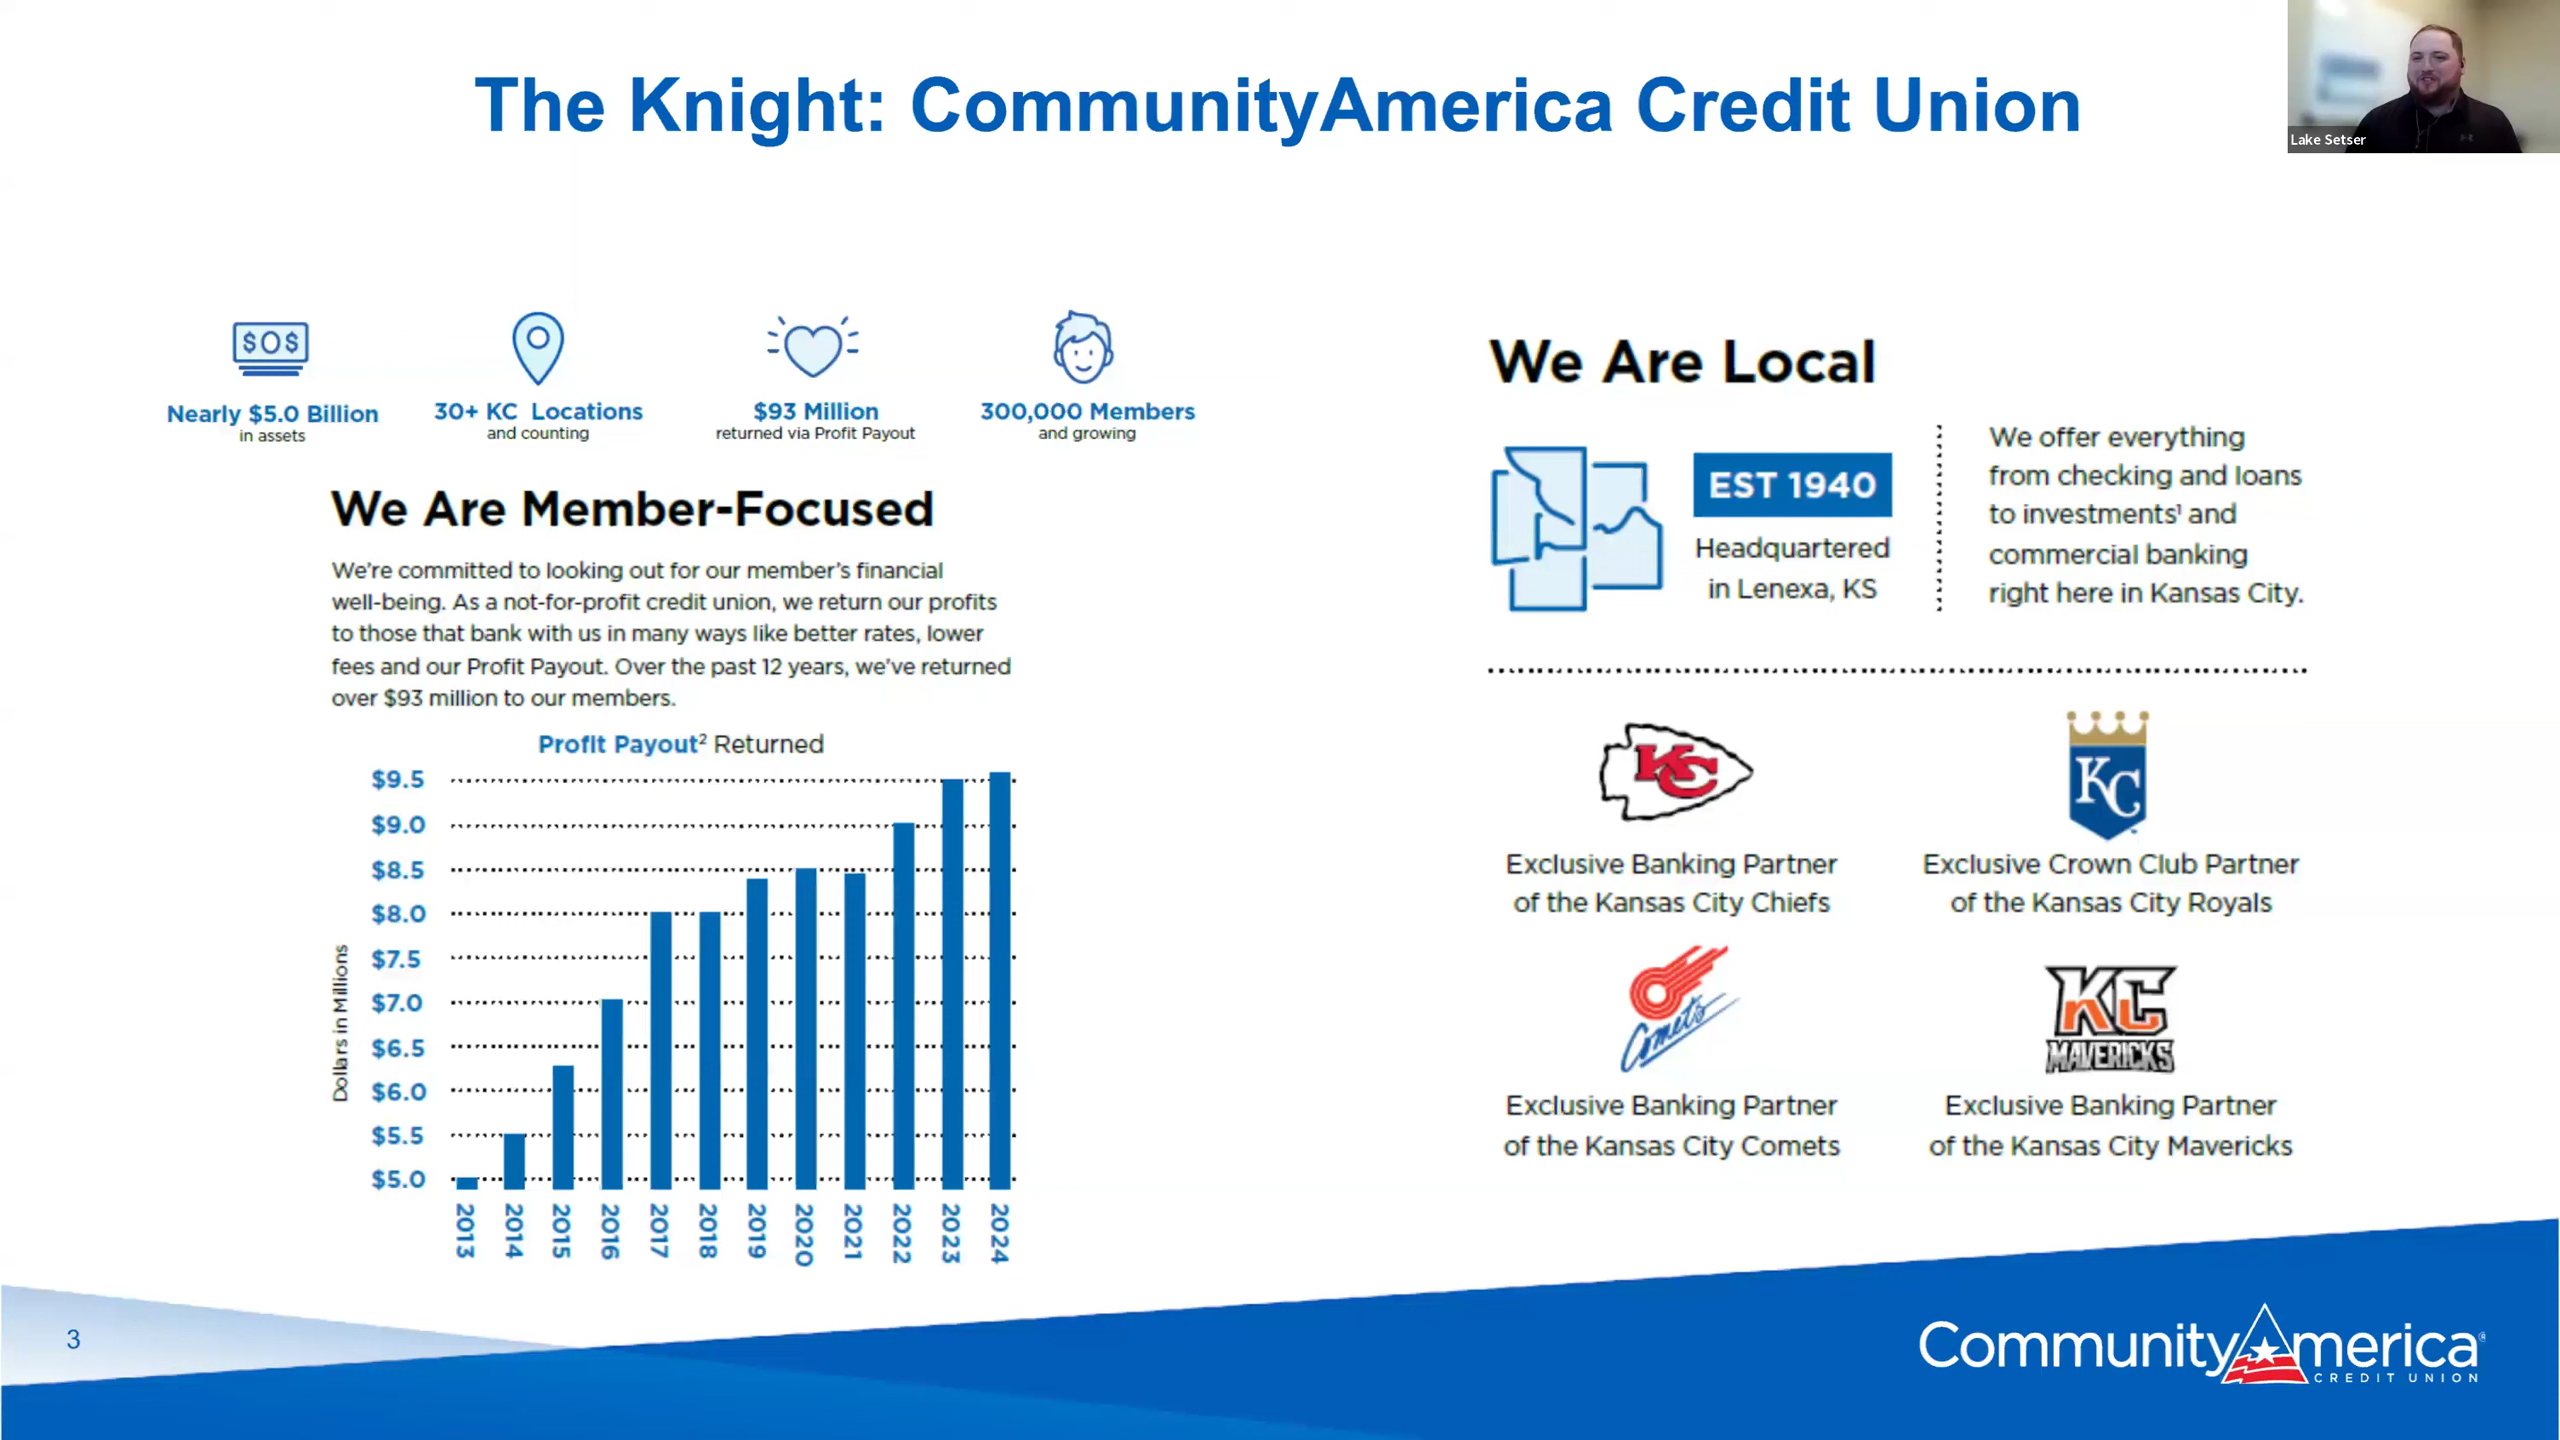 The Knight: CommunityAmerica Credit Union
Lake Setser
$O$
Nearly $5.0 Billion
in assets
30+ KC Locations
and counting
$93 Million
returned via Profit Payout
300,000 Members
and growing
We Are Member-Focused
We're committed to looking out for our member's financial
well-being. As a not-for-profit credit union, we return our profits
to those that bank with us in many ways like better rates, lower
fees and our Profit Payout. Over the past 12 years, we've returned
over $93 million to our members.
Profit Payout² Returned
Dollars in Millions
$9.5
$9.0
$8.5
$8.0
$7.5
$7.0
$6.5
$6.0
$5.5
$5.0
2013
2014
2015
2016
2017
2018
2019
2020
2021
2022
2023
2024
We Are Local
EST 1940
Headquartered
in Lenexa, KS
We offer everything
from checking and loans
to investments¹ and
commercial banking
right here in Kansas City.
KC
Exclusive Banking Partner
of the Kansas City Chiefs
KC
Exclusive Crown Club Partner
of the Kansas City Royals
Comets
Exclusive Banking Partner
of the Kansas City Comets
KC
MAVERICKS
Exclusive Banking Partner
of the Kansas City Mavericks
3
CommunityAmerica®
CREDIT UNION